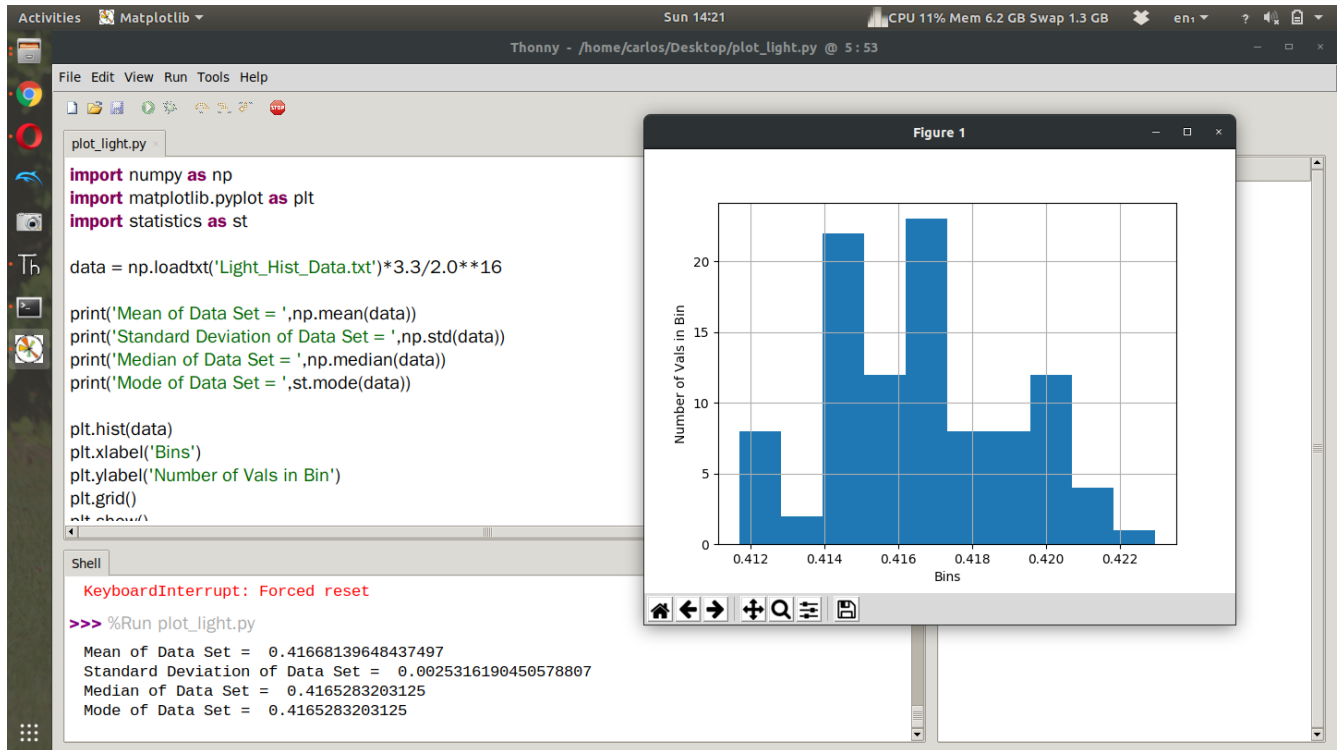 Activities Matplotlib Sun 14:21 CPU 11% Mem 6.2 GB Swap 1.3 GB en₁ ?
Thonny - /home/carlos/Desktop/plot_light.py @ 5 : 53
File Edit View Run Tools Help
STOP
plot_light.py
import numpy as np
import matplotlib.pyplot as plt
import statistics as st
data = np.loadtxt('Light_Hist_Data.txt')*3.3/2.0**16
print('Mean of Data Set = ',np.mean(data))
print('Standard Deviation of Data Set = ',np.std(data))
print('Median of Data Set = ',np.median(data))
print('Mode of Data Set = ',st.mode(data))
plt.hist(data)
plt.xlabel('Bins')
plt.ylabel('Number of Vals in Bin')
plt.grid()
plt.show()
Shell
KeyboardInterrupt: Forced reset
>>> %Run plot_light.py
Mean of Data Set =  0.41668139648437497
Standard Deviation of Data Set =  0.0025316190450578807
Median of Data Set =  0.4165283203125
Mode of Data Set =  0.4165283203125
Figure 1
Number of Vals in Bin
20
15
10
5
0
0.412 0.414 0.416 0.418 0.420 0.422
Bins
Th